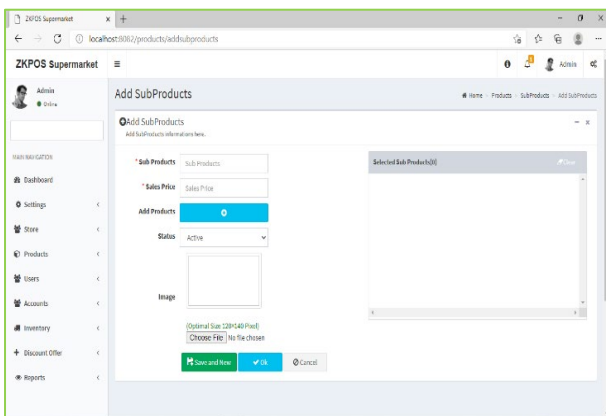 ZKPOS Supermarket
localhost:8082/products/addsubproducts
ZKPOS Supermarket
Admin
Admin
Online
Add SubProducts
Home
Products
SubProducts
Add SubProducts
Add SubProducts
Add SubProducts informations here.
MAIN NAVIGATION
Dashboard
Settings
Store
Products
Users
Accounts
Inventory
Discount Offer
Reports
* Sub Products
Sub Products
* Sales Price
Sales Price
Add Products
Status
Active
Image
(Optimal Size 120*140 Pixel)
Choose File No file chosen
Save and New
Ok
Cancel
Selected Sub Products[0]
Clear